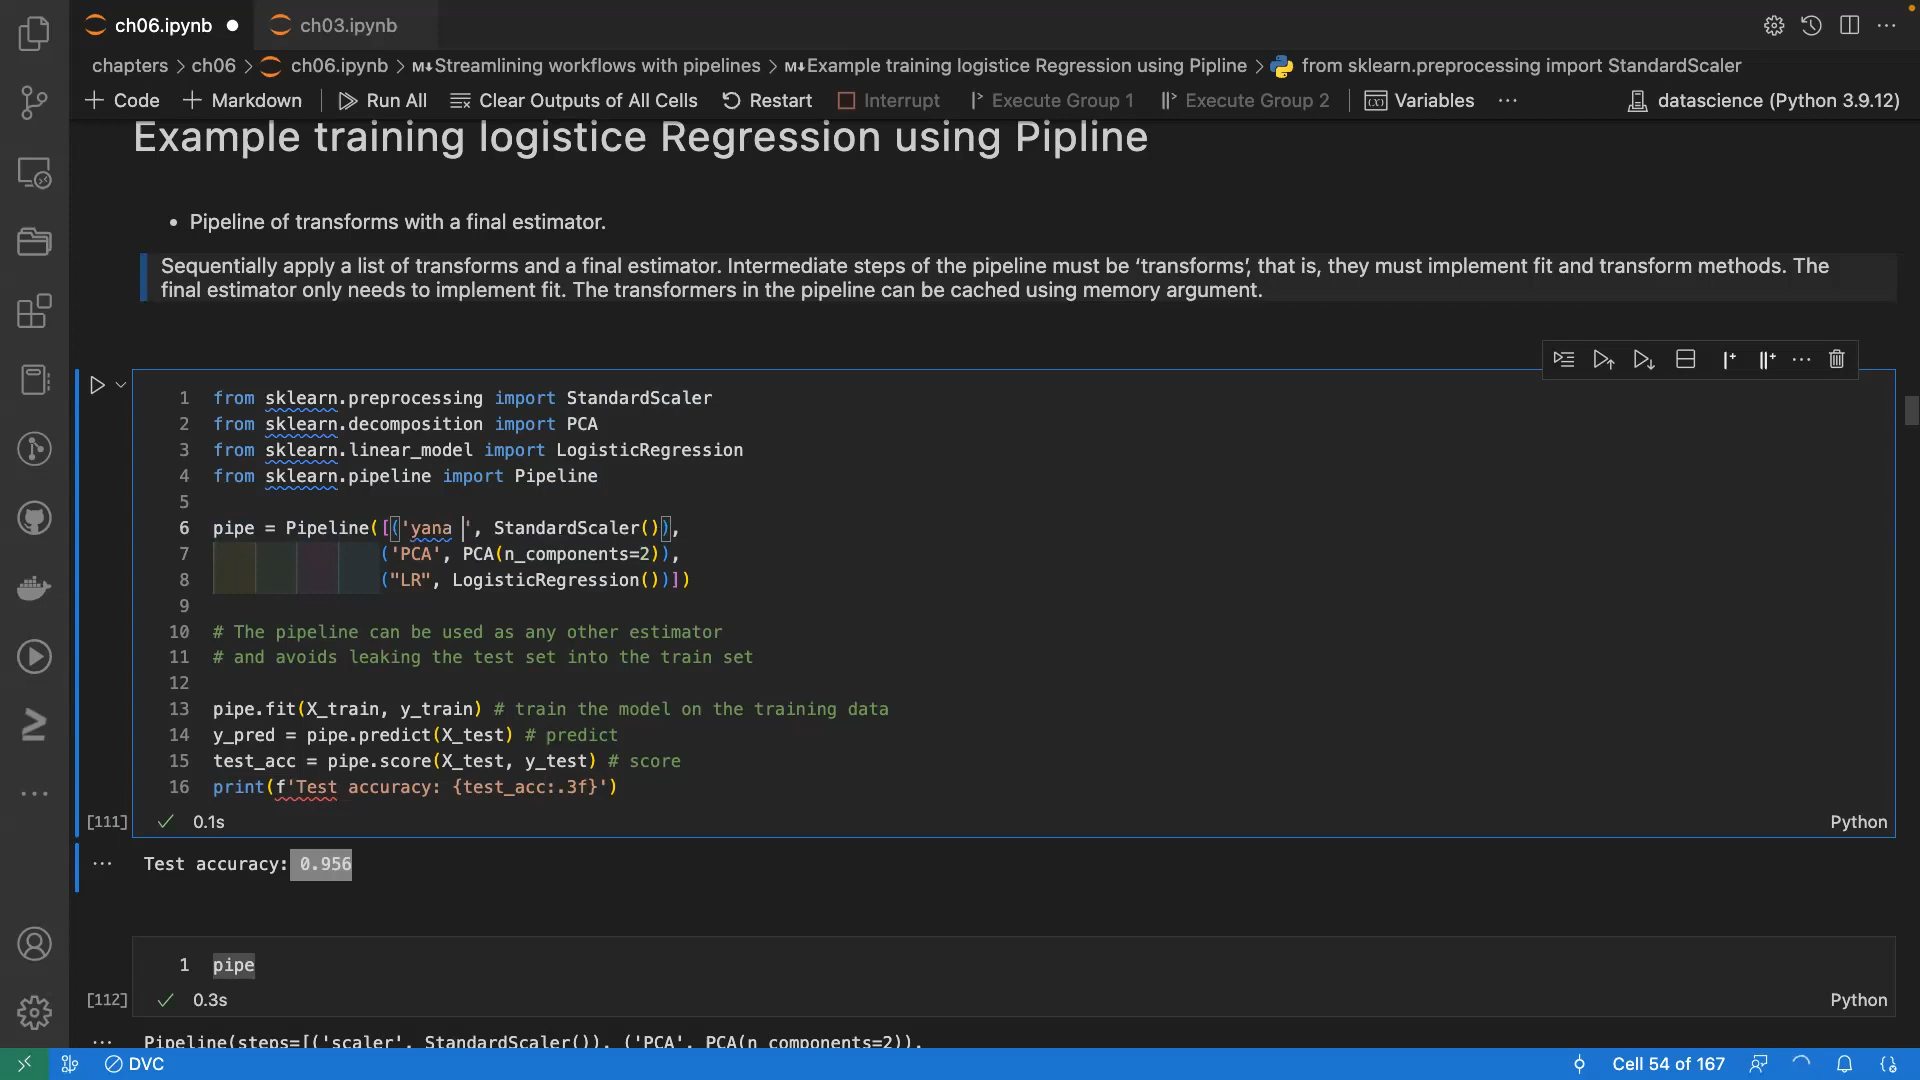 ch06.ipynb
ch03.ipynb
chapters > ch06 > ch06.ipynb > M↓Streamlining workflows with pipelines > M↓Example training logistice Regression using Pipline > from sklearn.preprocessing import StandardScaler
+ Code + Markdown | Run All Clear Outputs of All Cells Restart Interrupt Execute Group 1 Execute Group 2 | Variables ··· datascience (Python 3.9.12)
Example training logistice Regression using Pipline
• Pipeline of transforms with a final estimator.
Sequentially apply a list of transforms and a final estimator. Intermediate steps of the pipeline must be ‘transforms’, that is, they must implement fit and transform methods. The
final estimator only needs to implement fit. The transformers in the pipeline can be cached using memory argument.
1 from sklearn.preprocessing import StandardScaler
2 from sklearn.decomposition import PCA
3 from sklearn.linear_model import LogisticRegression
4 from sklearn.pipeline import Pipeline
5
6 pipe = Pipeline([('yana ', StandardScaler()),
7 ('PCA', PCA(n_components=2)),
8 ("LR", LogisticRegression())])
9
10 # The pipeline can be used as any other estimator
11 # and avoids leaking the test set into the train set
12
13 pipe.fit(X_train, y_train) # train the model on the training data
14 y_pred = pipe.predict(X_test) # predict
15 test_acc = pipe.score(X_test, y_test) # score
16 print(f'Test accuracy: {test_acc:.3f}')
[111] ✓ 0.1s Python
··· Test accuracy: 0.956
1 pipe
[112] ✓ 0.3s Python
··· Pipeline(steps=[('scaler', StandardScaler()), ('PCA', PCA(n_components=2)),
DVC Cell 54 of 167